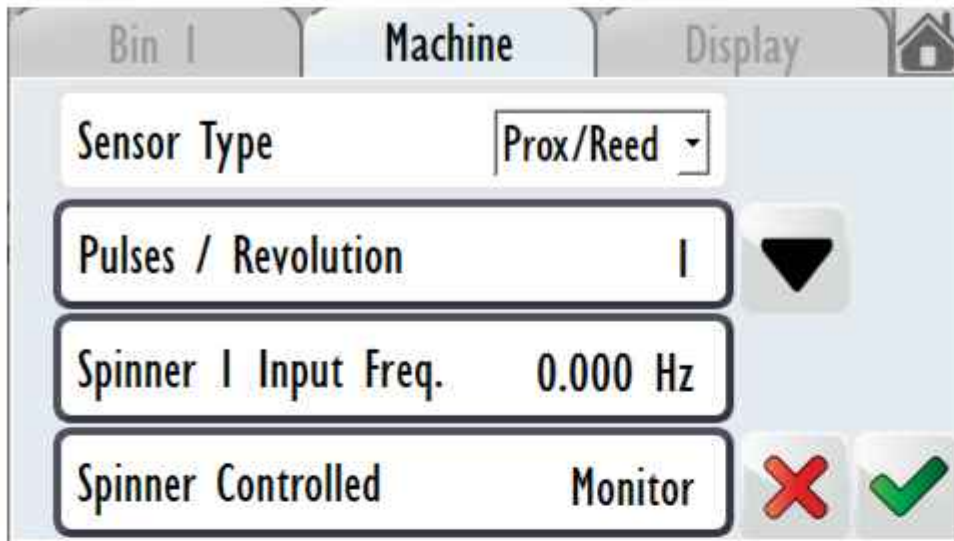 Bin 1
Machine
Display
Sensor Type Prox/Reed
Pulses / Revolution 1
Spinner 1 Input Freq. 0.000 Hz
Spinner Controlled Monitor